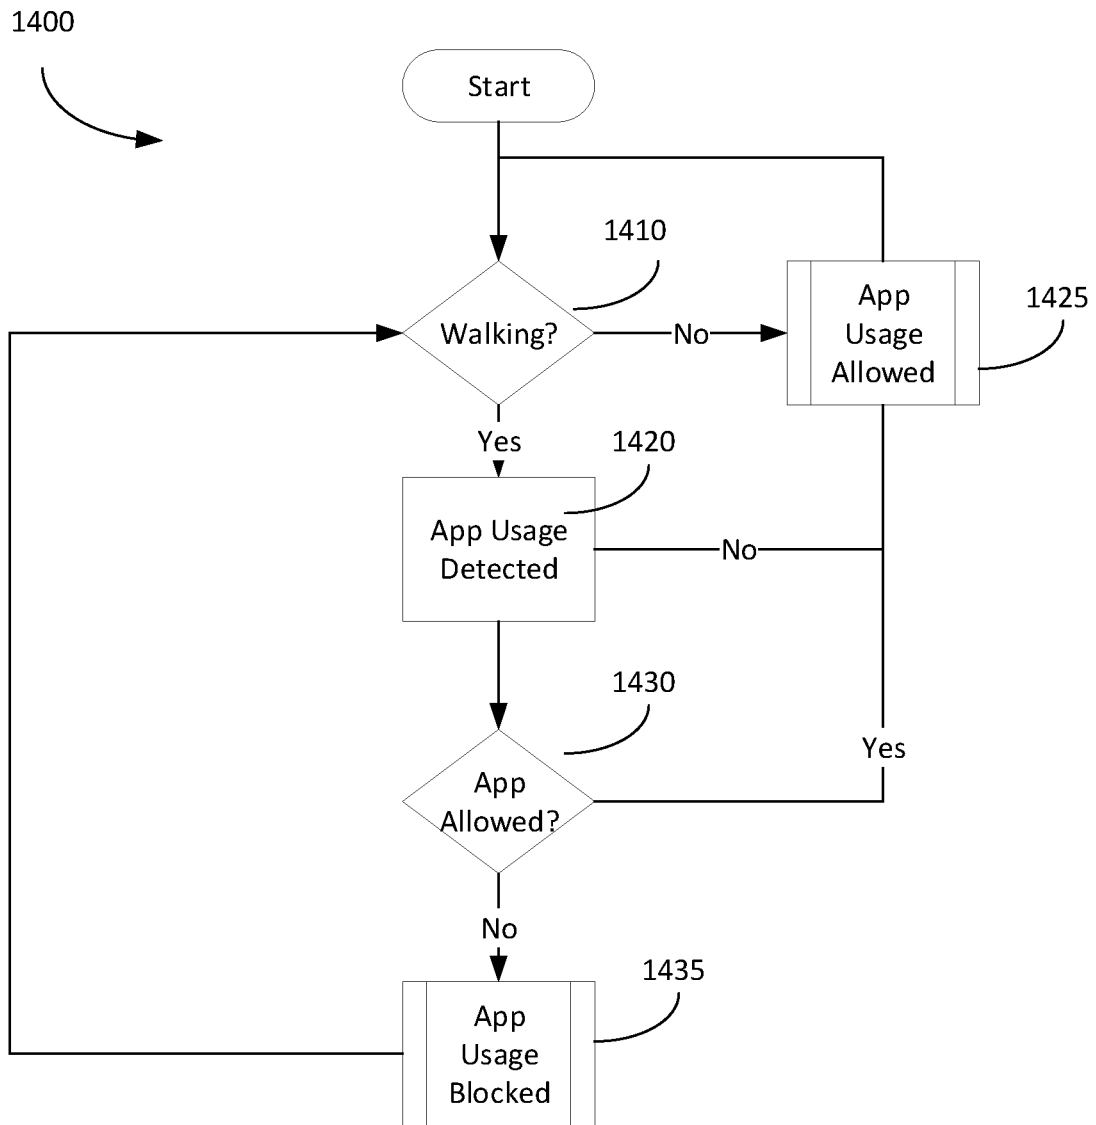 1400
Start
1410
Walking?
No
App
Usage
Allowed
1425
Yes
1420
App Usage
Detected
No
1430
App
Allowed?
Yes
No
1435
App
Usage
Blocked